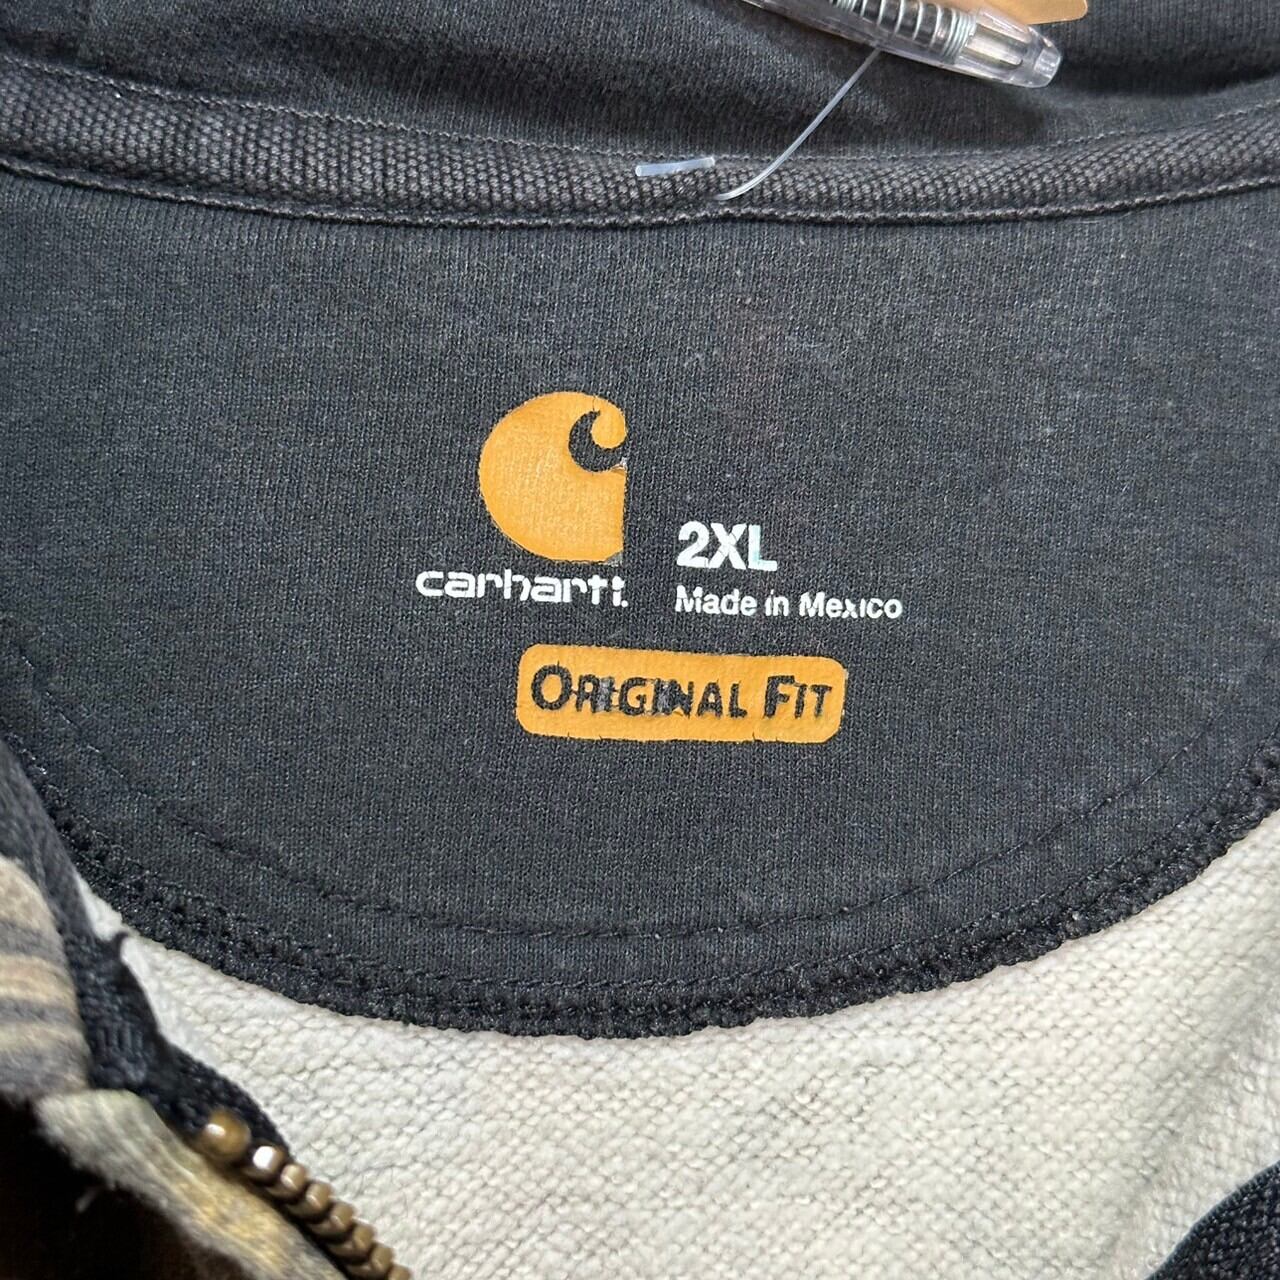 carhartt.
2XL
Made in Mexico
ORIGINAL FIT